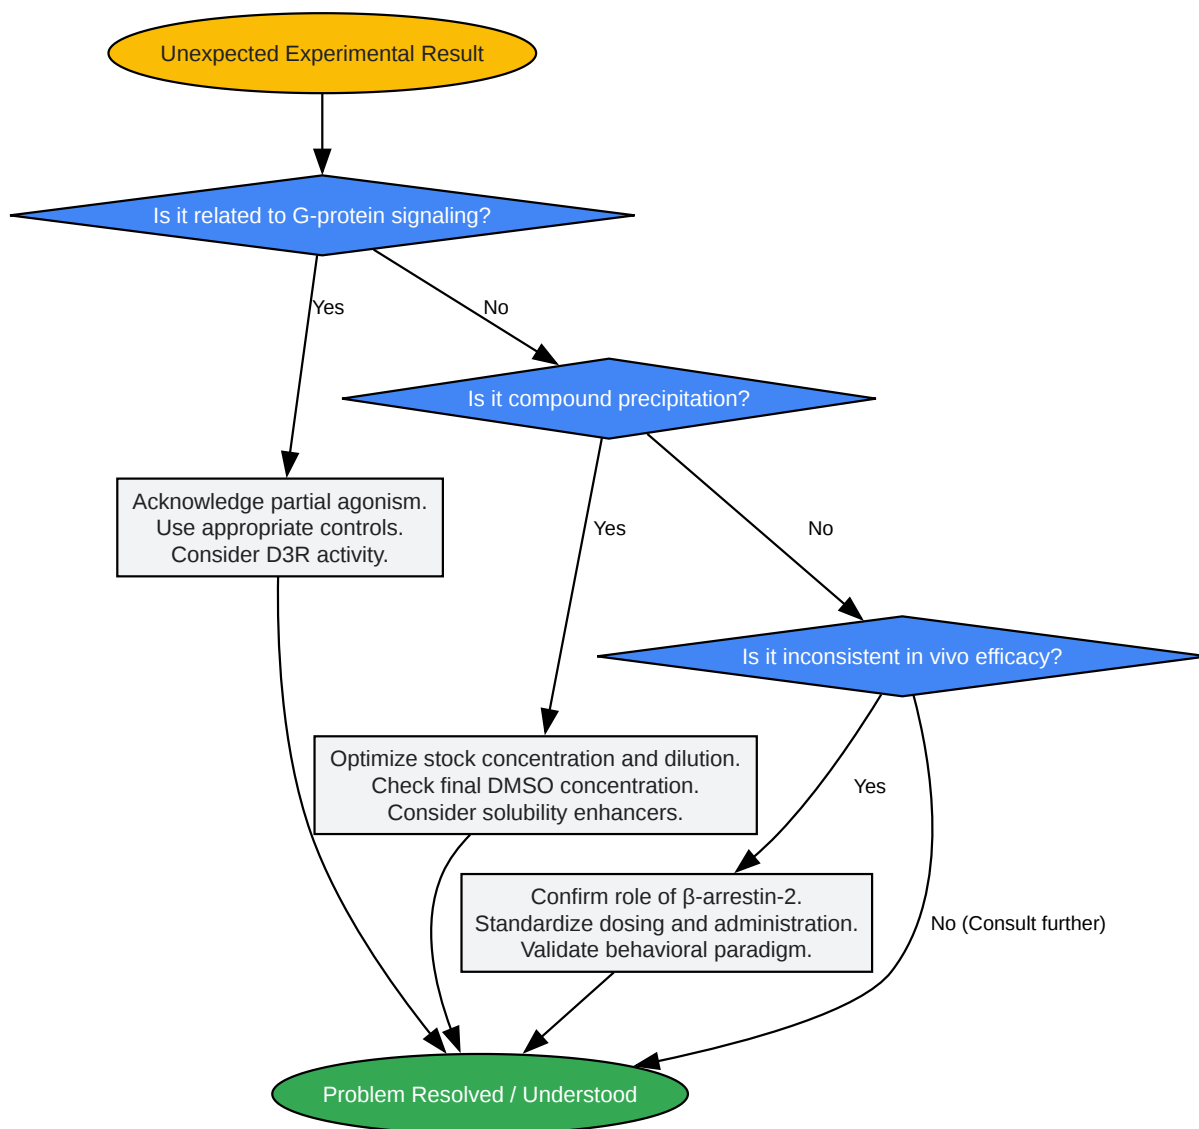 Unexpected Experimental Result
Is it related to G-protein signaling?
Yes
No
Is it compound precipitation?
Acknowledge partial agonism.
Use appropriate controls.
Consider D3R activity.
Yes
No
Is it inconsistent in vivo efficacy?
Optimize stock concentration and dilution.
Check final DMSO concentration.
Consider solubility enhancers.
Yes
Confirm role of β-arrestin-2.
Standardize dosing and administration.
Validate behavioral paradigm.
No (Consult further)
Problem Resolved / Understood